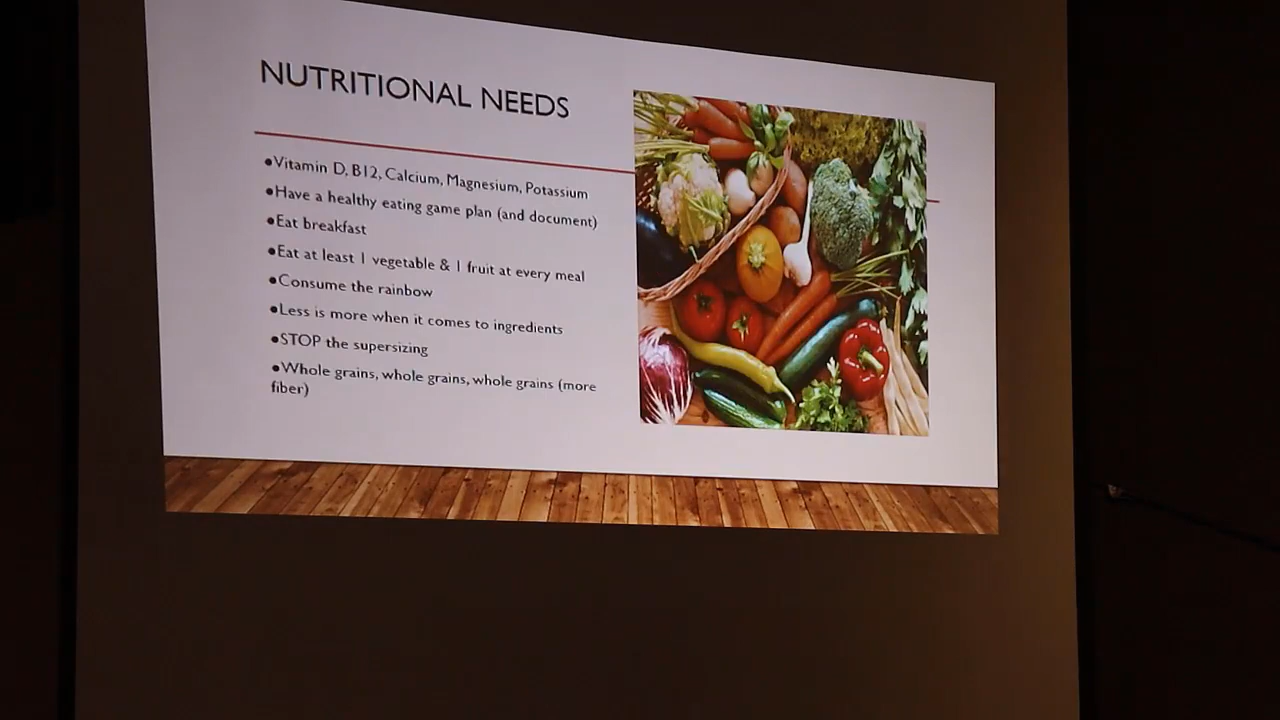 NUTRITIONAL NEEDS
•Vitamin D, B12, Calcium, Magnesium, Potassium
•Have a healthy eating game plan (and document)
•Eat breakfast
•Eat at least 1 vegetable & 1 fruit at every meal
•Consume the rainbow
•Less is more when it comes to ingredients
•STOP the supersizing
•Whole grains, whole grains, whole grains (more
fiber)